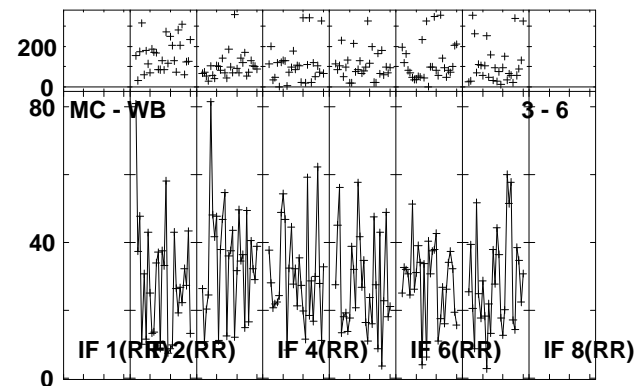 200
0
80
MC - WB
3 - 6
40
IF 1(RR)
2(RR)
IF 4(RR)
IF 6(RR)
IF 8(RR)
0